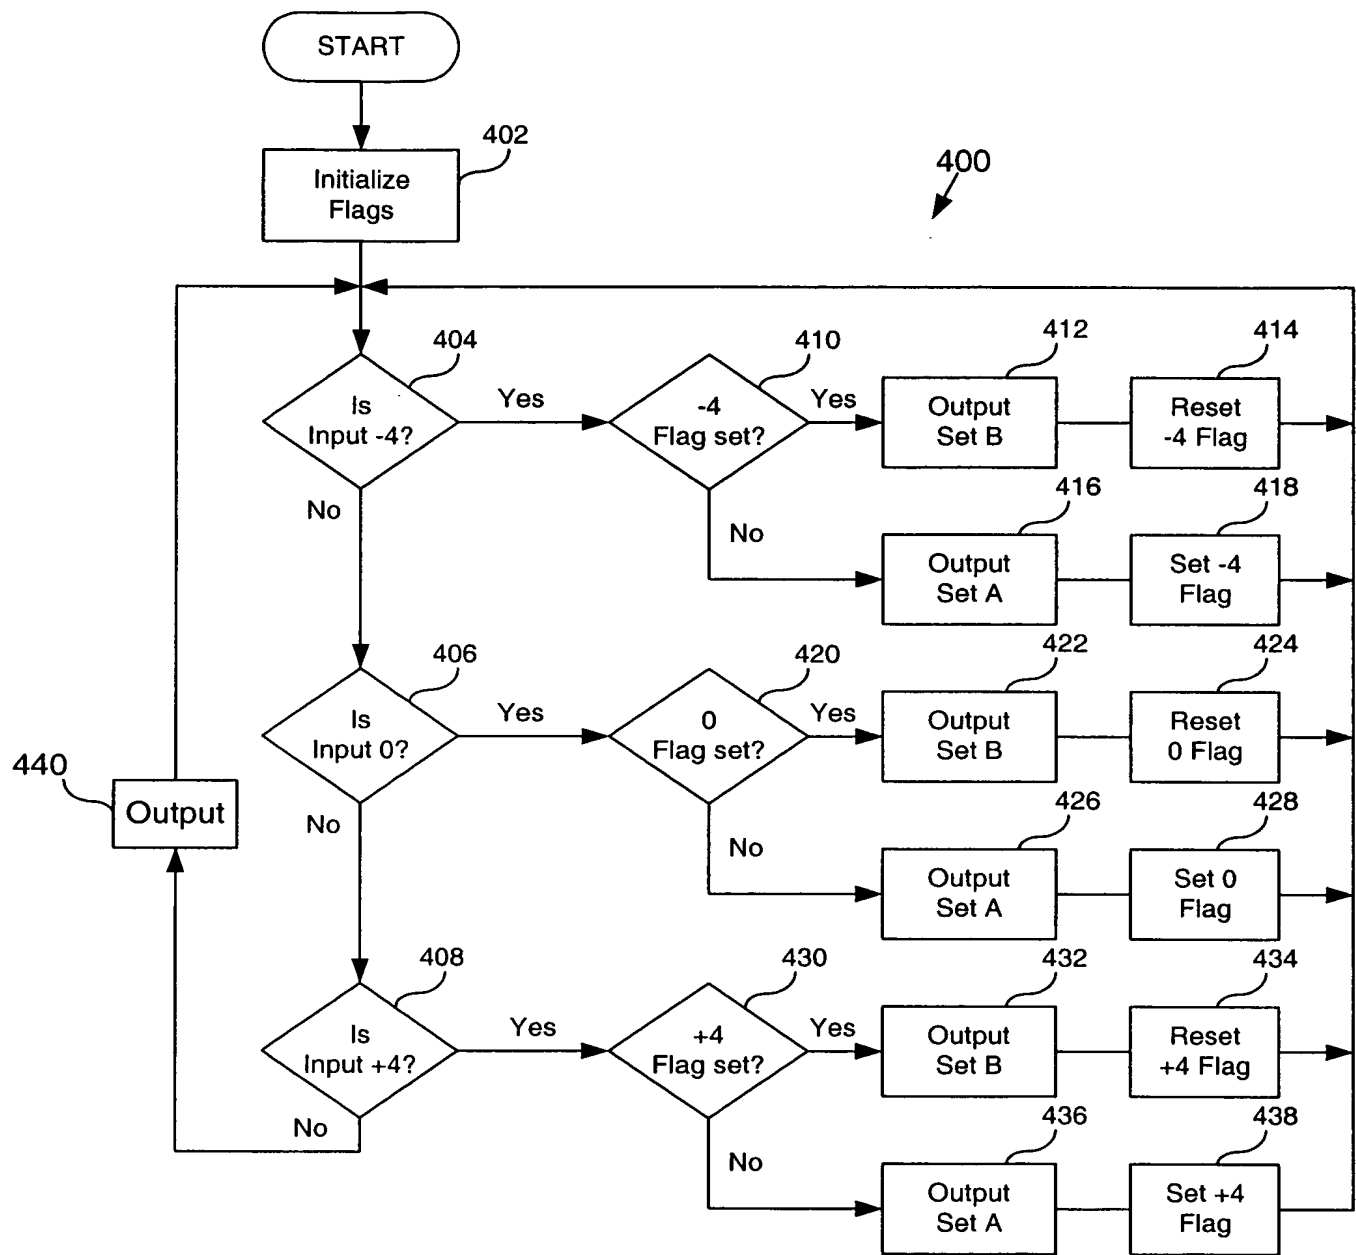 START
402
Initialize
Flags
400
404
Is
Input -4?
Yes
No
410
-4
Flag set?
Yes
No
412
Output
Set B
414
Reset
-4 Flag
416
Output
Set A
418
Set -4
Flag
406
Is
Input 0?
Yes
No
420
0
Flag set?
Yes
No
422
Output
Set B
424
Reset
0 Flag
426
Output
Set A
428
Set 0
Flag
440
Output
408
Is
Input +4?
Yes
No
430
+4
Flag set?
Yes
No
432
Output
Set B
434
Reset
+4 Flag
436
Output
Set A
438
Set +4
Flag